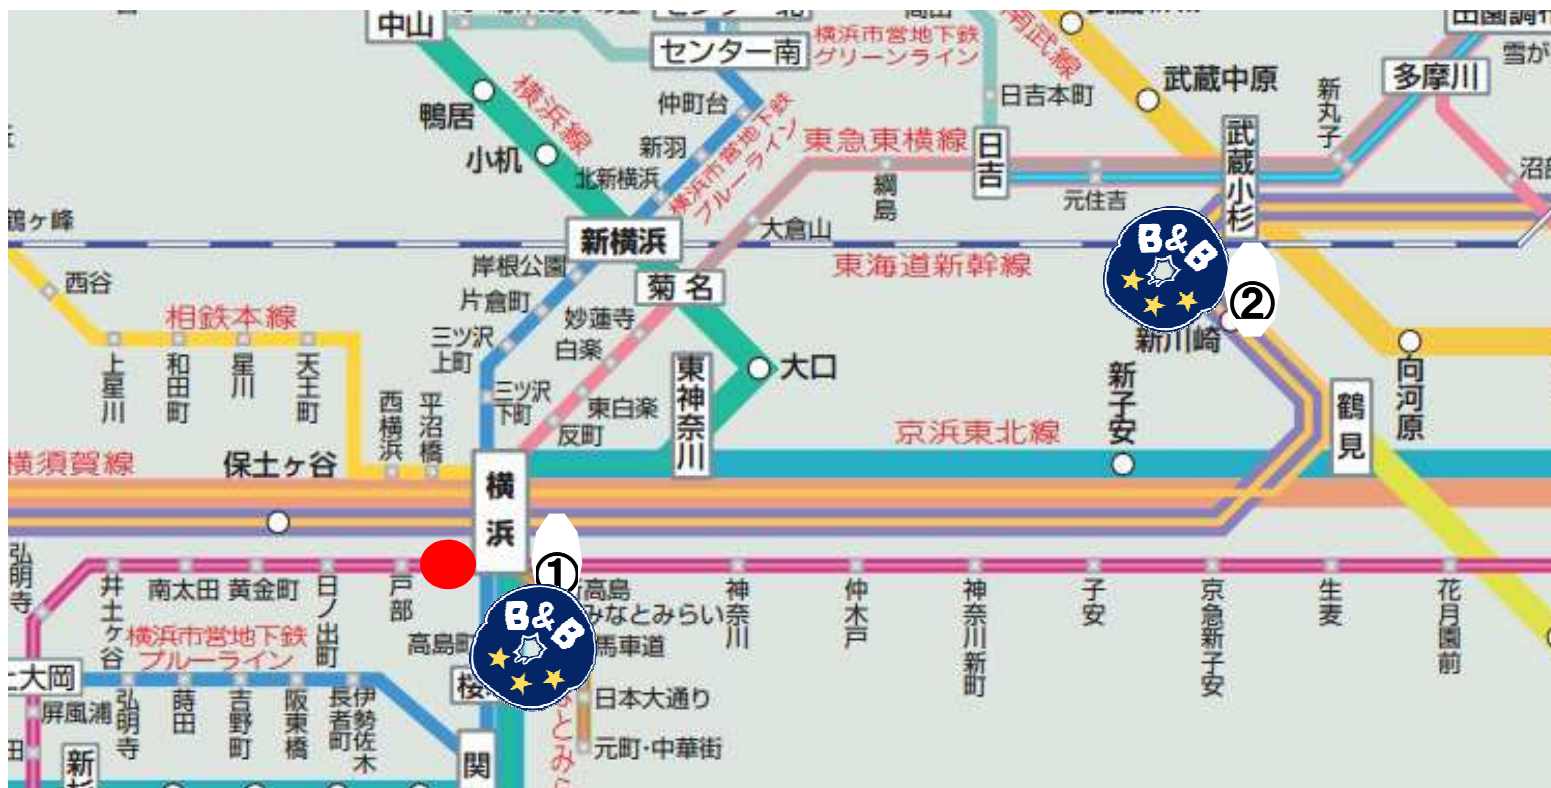 中山
センター南
横浜市営地下鉄
グリーンライン
南武線
日吉本町
武蔵中原
多摩川
雪が
新丸子
鴨居
横浜線
仲町台
小机
新羽
北新横浜
横浜市営地下鉄
ブルーライン
東急東横線
日吉
綱島
元住吉
武蔵小杉
沼部
鶴ヶ峰
新横浜
大倉山
東海道新幹線
西谷
岸根公園
菊名
片倉町
妙蓮寺
三ツ沢
上町
白楽
三ツ沢
下町
東白楽
反町
東神奈川
大口
B&B
②
新川崎
新子安
向河原
鶴見
京浜東北線
相鉄本線
上星川
和田町
星川
天王町
西横浜
平沼橋
横須賀線
保土ヶ谷
横浜
①
弘明寺
井土ヶ谷
南太田
黄金町
日ノ出町
戸部
高島
みなとみらい
馬車道
神奈川
仲木戸
神奈川新町
子安
京急新子安
生麦
花月園前
横浜市営地下鉄
ブルーライン
高島町
B&B
大岡
屏風浦
弘明寺
蒔田
吉野町
阪東橋
伊勢佐木
長者町
桜
日本大通り
元町・中華街
関
田
新杉